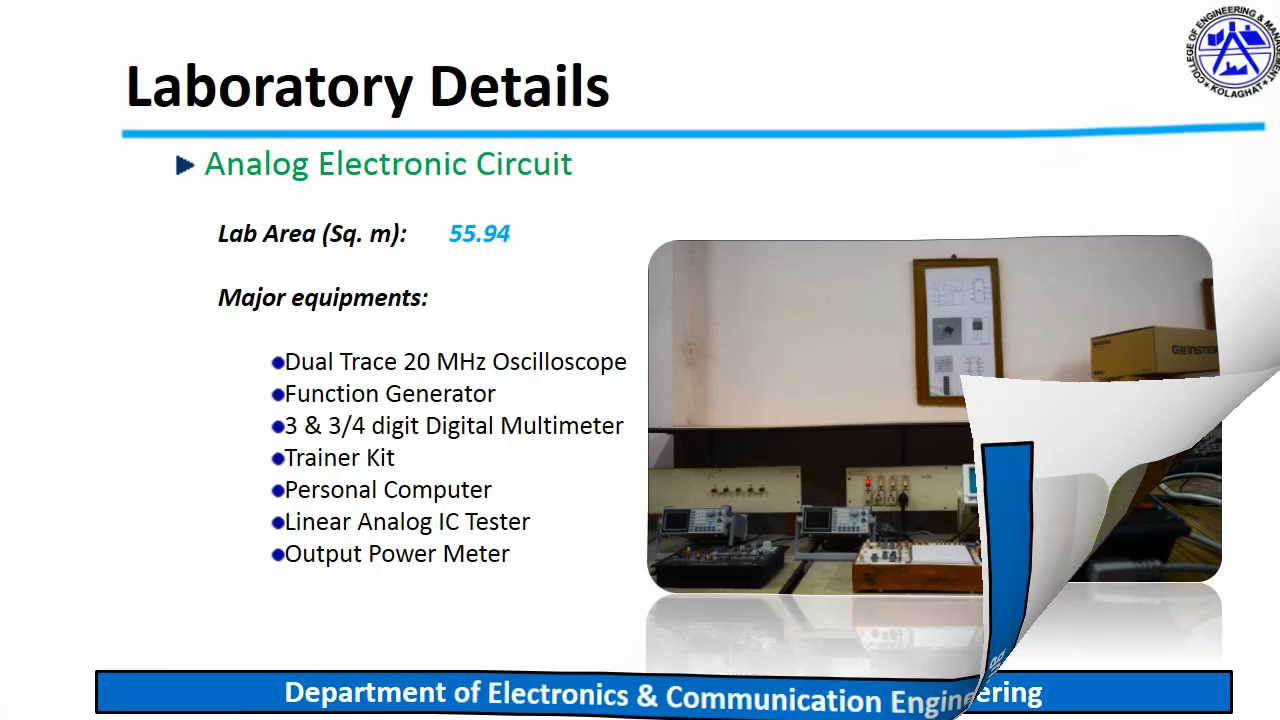 COLLEGE OF ENGINEERING & MANAGEMENT,
KOLAGHAT
Laboratory Details
Analog Electronic Circuit
Lab Area (Sq. m): 55.94
Major equipments:
Dual Trace 20 MHz Oscilloscope
Function Generator
3 & 3/4 digit Digital Multimeter
Trainer Kit
Personal Computer
Linear Analog IC Tester
Output Power Meter
Department of Electronics & Communication Engineering